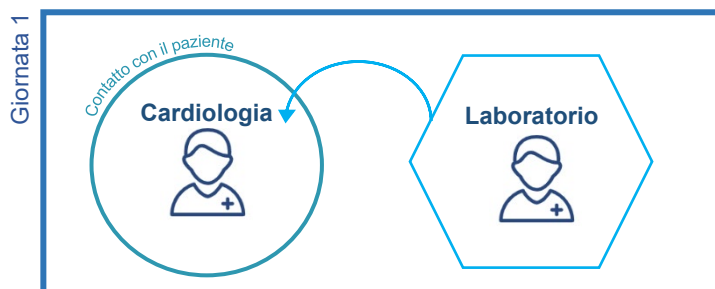 Giornata 1
Contatto con il paziente
Cardiologia
Laboratorio